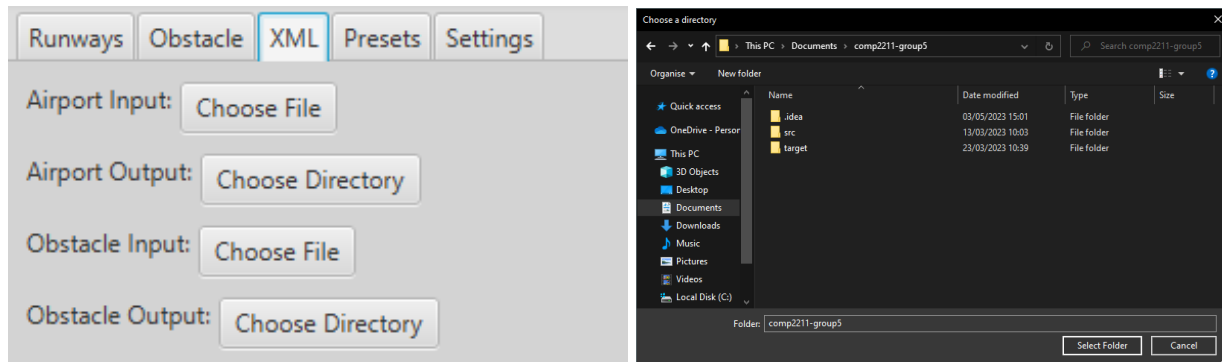 Runways Obstacle XML Presets Settings
Airport Input: Choose File
Airport Output: Choose Directory
Obstacle Input: Choose File
Obstacle Output: Choose Directory
Choose a directory
This PC › Documents › comp2211-group5
Search comp2211-group5
Organise New folder
Name Date modified Type Size
Quick access
OneDrive - Person
This PC
3D Objects
Desktop
Documents
Downloads
Music
Pictures
Videos
Local Disk (C:)
.idea 03/05/2023 15:01 File folder
src 13/03/2023 10:03 File folder
target 23/03/2023 10:39 File folder
Folder: comp2211-group5
Select Folder Cancel